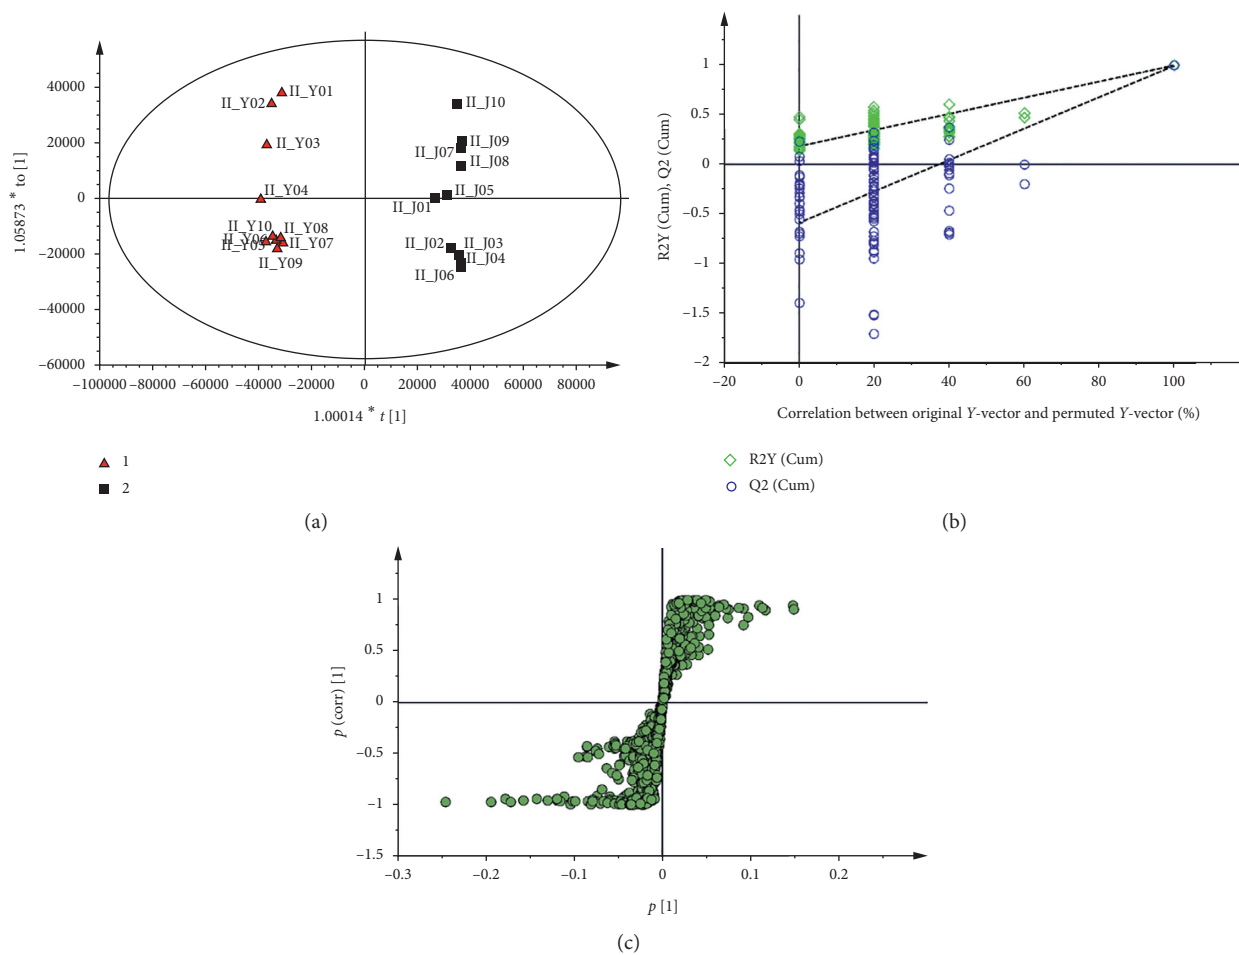 1.05873 * to [1]
40000
20000
0
−20000
−40000
−60000
II_Y01
II_Y02
II_Y03
II_Y04
II_Y10
II_Y08
II_Y06
II_Y07
II_Y05
II_Y09
II_J10
II_J09
II_J07
II_J08
II_J05
II_J01
II_J02
II_J03
II_J04
II_J06
−100000 −80000 −60000 −40000 −20000 0 20000 40000 60000 80000
1.00014 * t [1]
1
2
(a)
R2Y (Cum), Q2 (Cum)
1
0.5
0
−0.5
−1
−1.5
−2
−20 0 20 40 60 80 100
Correlation between original Y-vector and permuted Y-vector (%)
R2Y (Cum)
Q2 (Cum)
(b)
p (corr) [1]
1
0.5
0
−0.5
−1
−1.5
−0.3 −0.2 −0.1 0 0.1 0.2
p [1]
(c)